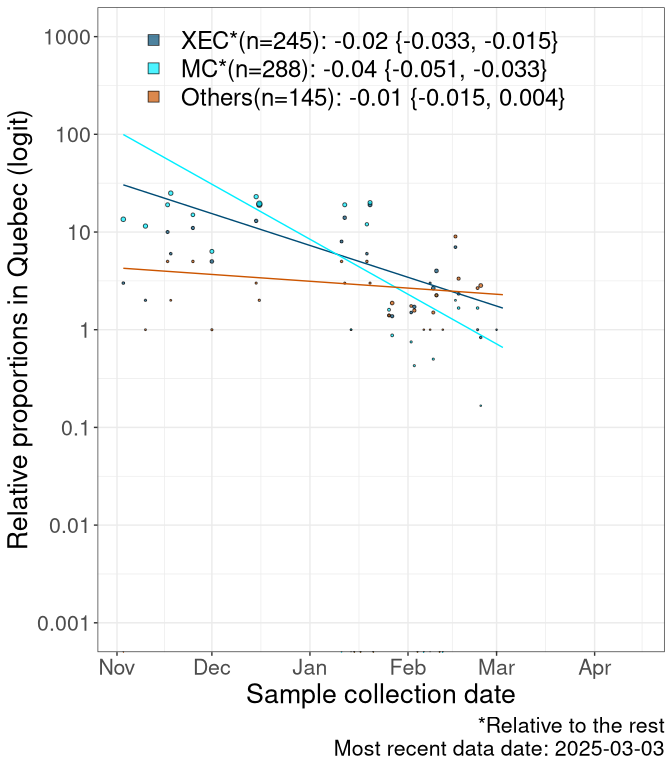 XEC*(n=245): -0.02 {-0.033, -0.015}
MC*(n=288): -0.04 {-0.051, -0.033}
Others(n=145): -0.01 {-0.015, 0.004}
Relative proportions in Quebec (logit)
1000
100
10
1
0.1
0.01
0.001
Nov Dec Jan Feb Mar Apr
Sample collection date
*Relative to the rest
Most recent data date: 2025-03-03